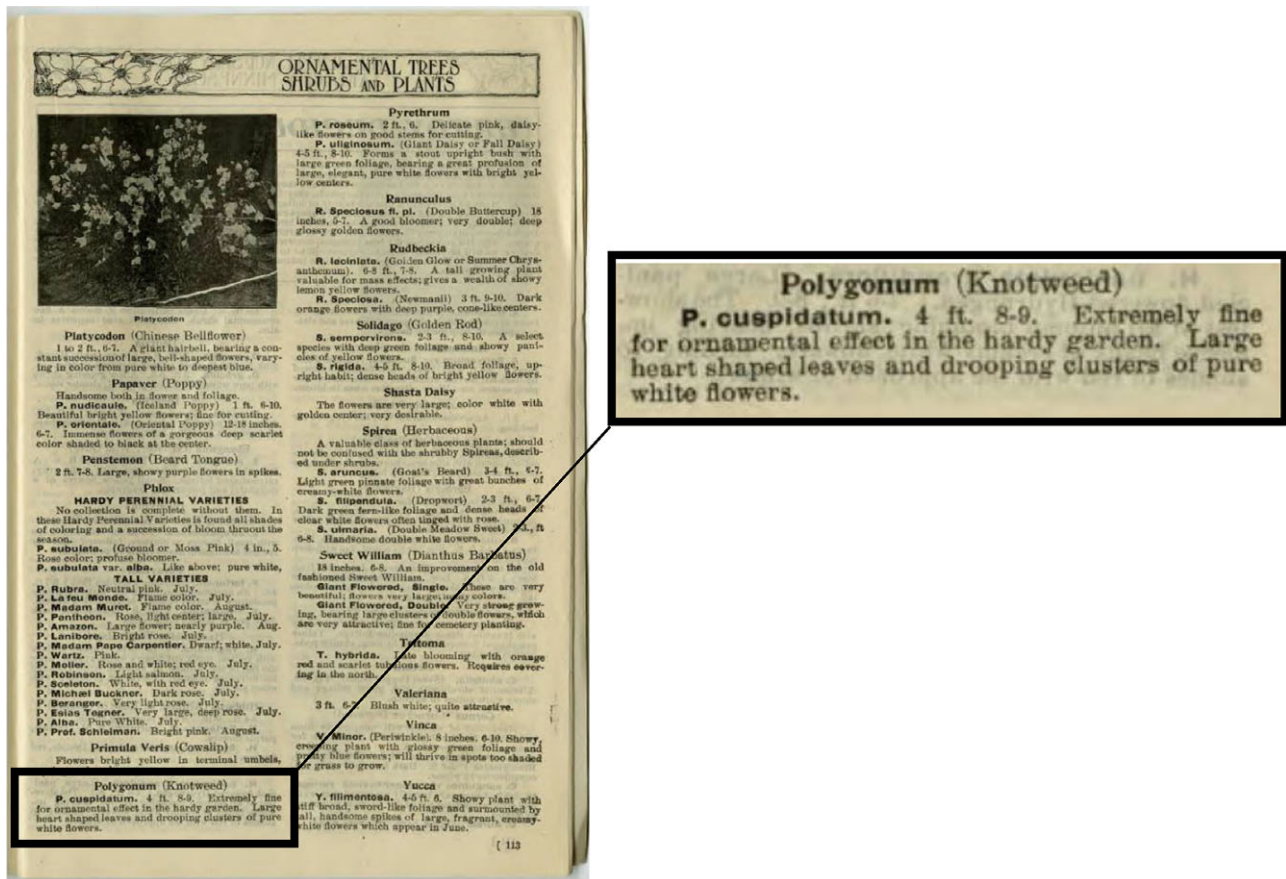 ORNAMENTAL TREES
SHRUBS AND PLANTS
Platycodon
Platycodon (Chinese Bellflower)
1 to 2 ft., 6-7. A giant hairbell, bearing a con-
stant succession of large, bell-shaped flowers, vary-
ing in color from pure white to deepest blue.
Papaver (Poppy)
Handsome both in flower and foliage.
P. nudicaule. (Iceland Poppy) 1 ft. 6-10.
Beautiful bright yellow flowers; fine for cutting.
P. orientale. (Oriental Poppy) 12-18 inches.
6-7. Immense flowers of a gorgeous deep scarlet
color shaded to black at the center.
Penstemon (Beard Tongue)
2 ft. 7-8. Large, showy purple flowers in spikes.
Phlox
HARDY PERENNIAL VARIETIES
No collection is complete without them. In
these Hardy Perennial Varieties is found all shades
of coloring and a succession of bloom thruout the
season.
P. subulata. (Ground or Moss Pink) 4 in., 5.
Rose color; profuse bloomer.
P. subulata var. alba. Like above; pure white,
TALL VARIETIES
P. Rubra. Neutral pink. July.
P. La feu Monde. Flame color. July.
P. Madam Muret. Flame color. August.
P. Pantheon. Rose, light center; large. July.
P. Amazon. Large flower; nearly purple. Aug.
P. Lanibore. Bright rose. July.
P. Madam Pape Carpentier. Dwarf; white. July.
P. Wartz. Pink.
P. Moller. Rose and white; red eye. July.
P. Robinson. Light salmon. July.
P. Sceleton. White, with red eye. July.
P. Michael Buckner. Dark rose. July.
P. Beranger. Very light rose. July.
P. Esias Tegner. Very large, deep rose. July.
P. Alba. Pure White. July.
P. Prof. Schleiman. Bright pink. August.
Primula Veris (Cowslip)
Flowers bright yellow in terminal umbels,
Polygonum (Knotweed)
P. cuspidatum. 4 ft. 8-9. Extremely fine
for ornamental effect in the hardy garden. Large
heart shaped leaves and drooping clusters of pure
white flowers.
Pyrethrum
P. roseum. 2 ft., 6. Delicate pink, daisy-
like flowers on good stems for cutting.
P. uliginosum. (Giant Daisy or Fall Daisy)
4-5 ft., 8-10. Forms a stout upright bush with
large green foliage, bearing a great profusion of
large, elegant, pure white flowers with bright yel-
low centers.
Ranunculus
R. Speciosus fl. pl. (Double Buttercup) 18
inches, 5-7. A good bloomer; very double; deep
glossy golden flowers.
Rudbeckia
R. laciniata. (Golden Glow or Summer Chrys-
anthemum). 6-8 ft., 7-8. A tall growing plant
valuable for mass effects; gives a wealth of showy
lemon yellow flowers.
R. Speciosa. (Newmanii) 3 ft. 9-10. Dark
orange flowers with deep purple, cone-like centers.
Solidago (Golden Rod)
S. sempervirens. 2-3 ft., 8-10. A select
species with deep green foliage and showy pani-
cles of yellow flowers.
S. rigida. 4-5 ft. 8-10. Broad foliage, up-
right habit; dense heads of bright yellow flowers.
Shasta Daisy
The flowers are very large; color white with
golden center; very desirable.
Spirea (Herbaceous)
A valuable class of herbaceous plants; should
not be confused with the shrubby Spireas, describ-
ed under shrubs.
S. aruncus. (Goat's Beard) 3-4 ft., 6-7.
Light green pinnate foliage with great bunches of
creamy-white flowers.
S. filipendula. (Dropwort) 2-3 ft., 6-7.
Dark green fern-like foliage and dense heads of
clear white flowers often tinged with rose.
S. ulmaria. (Double Meadow Sweet) 2-3., ft
6-8. Handsome double white flowers.
Sweet William (Dianthus Barbatus)
18 inches. 6-8. An improvement on the old
fashioned Sweet William.
Giant Flowered, Single. These are very
beautiful; flowers very large; many colors.
Giant Flowered, Double. Very strong grow-
ing, bearing large clusters of double flowers, which
are very attractive; fine for cemetery planting.
Tritoma
T. hybrida. Late blooming with orange
red and scarlet tubulous flowers. Requires cover-
ing in the north.
Valeriana
3 ft. 6-7. Blush white; quite attractive.
Vinca
V. Minor. (Periwinkle). 8 inches. 6-10. Showy,
creeping plant with glossy green foliage and
pretty blue flowers; will thrive in spots too shaded
for grass to grow.
Yucca
Y. filimentosa. 4-5 ft. 6. Showy plant with
stiff broad, sword-like foliage and surmounted by
tall, handsome spikes of large, fragrant, creamy-
white flowers which appear in June.
[ 113
Polygonum (Knotweed)
P. cuspidatum. 4 ft. 8-9. Extremely fine
for ornamental effect in the hardy garden. Large
heart shaped leaves and drooping clusters of pure
white flowers.